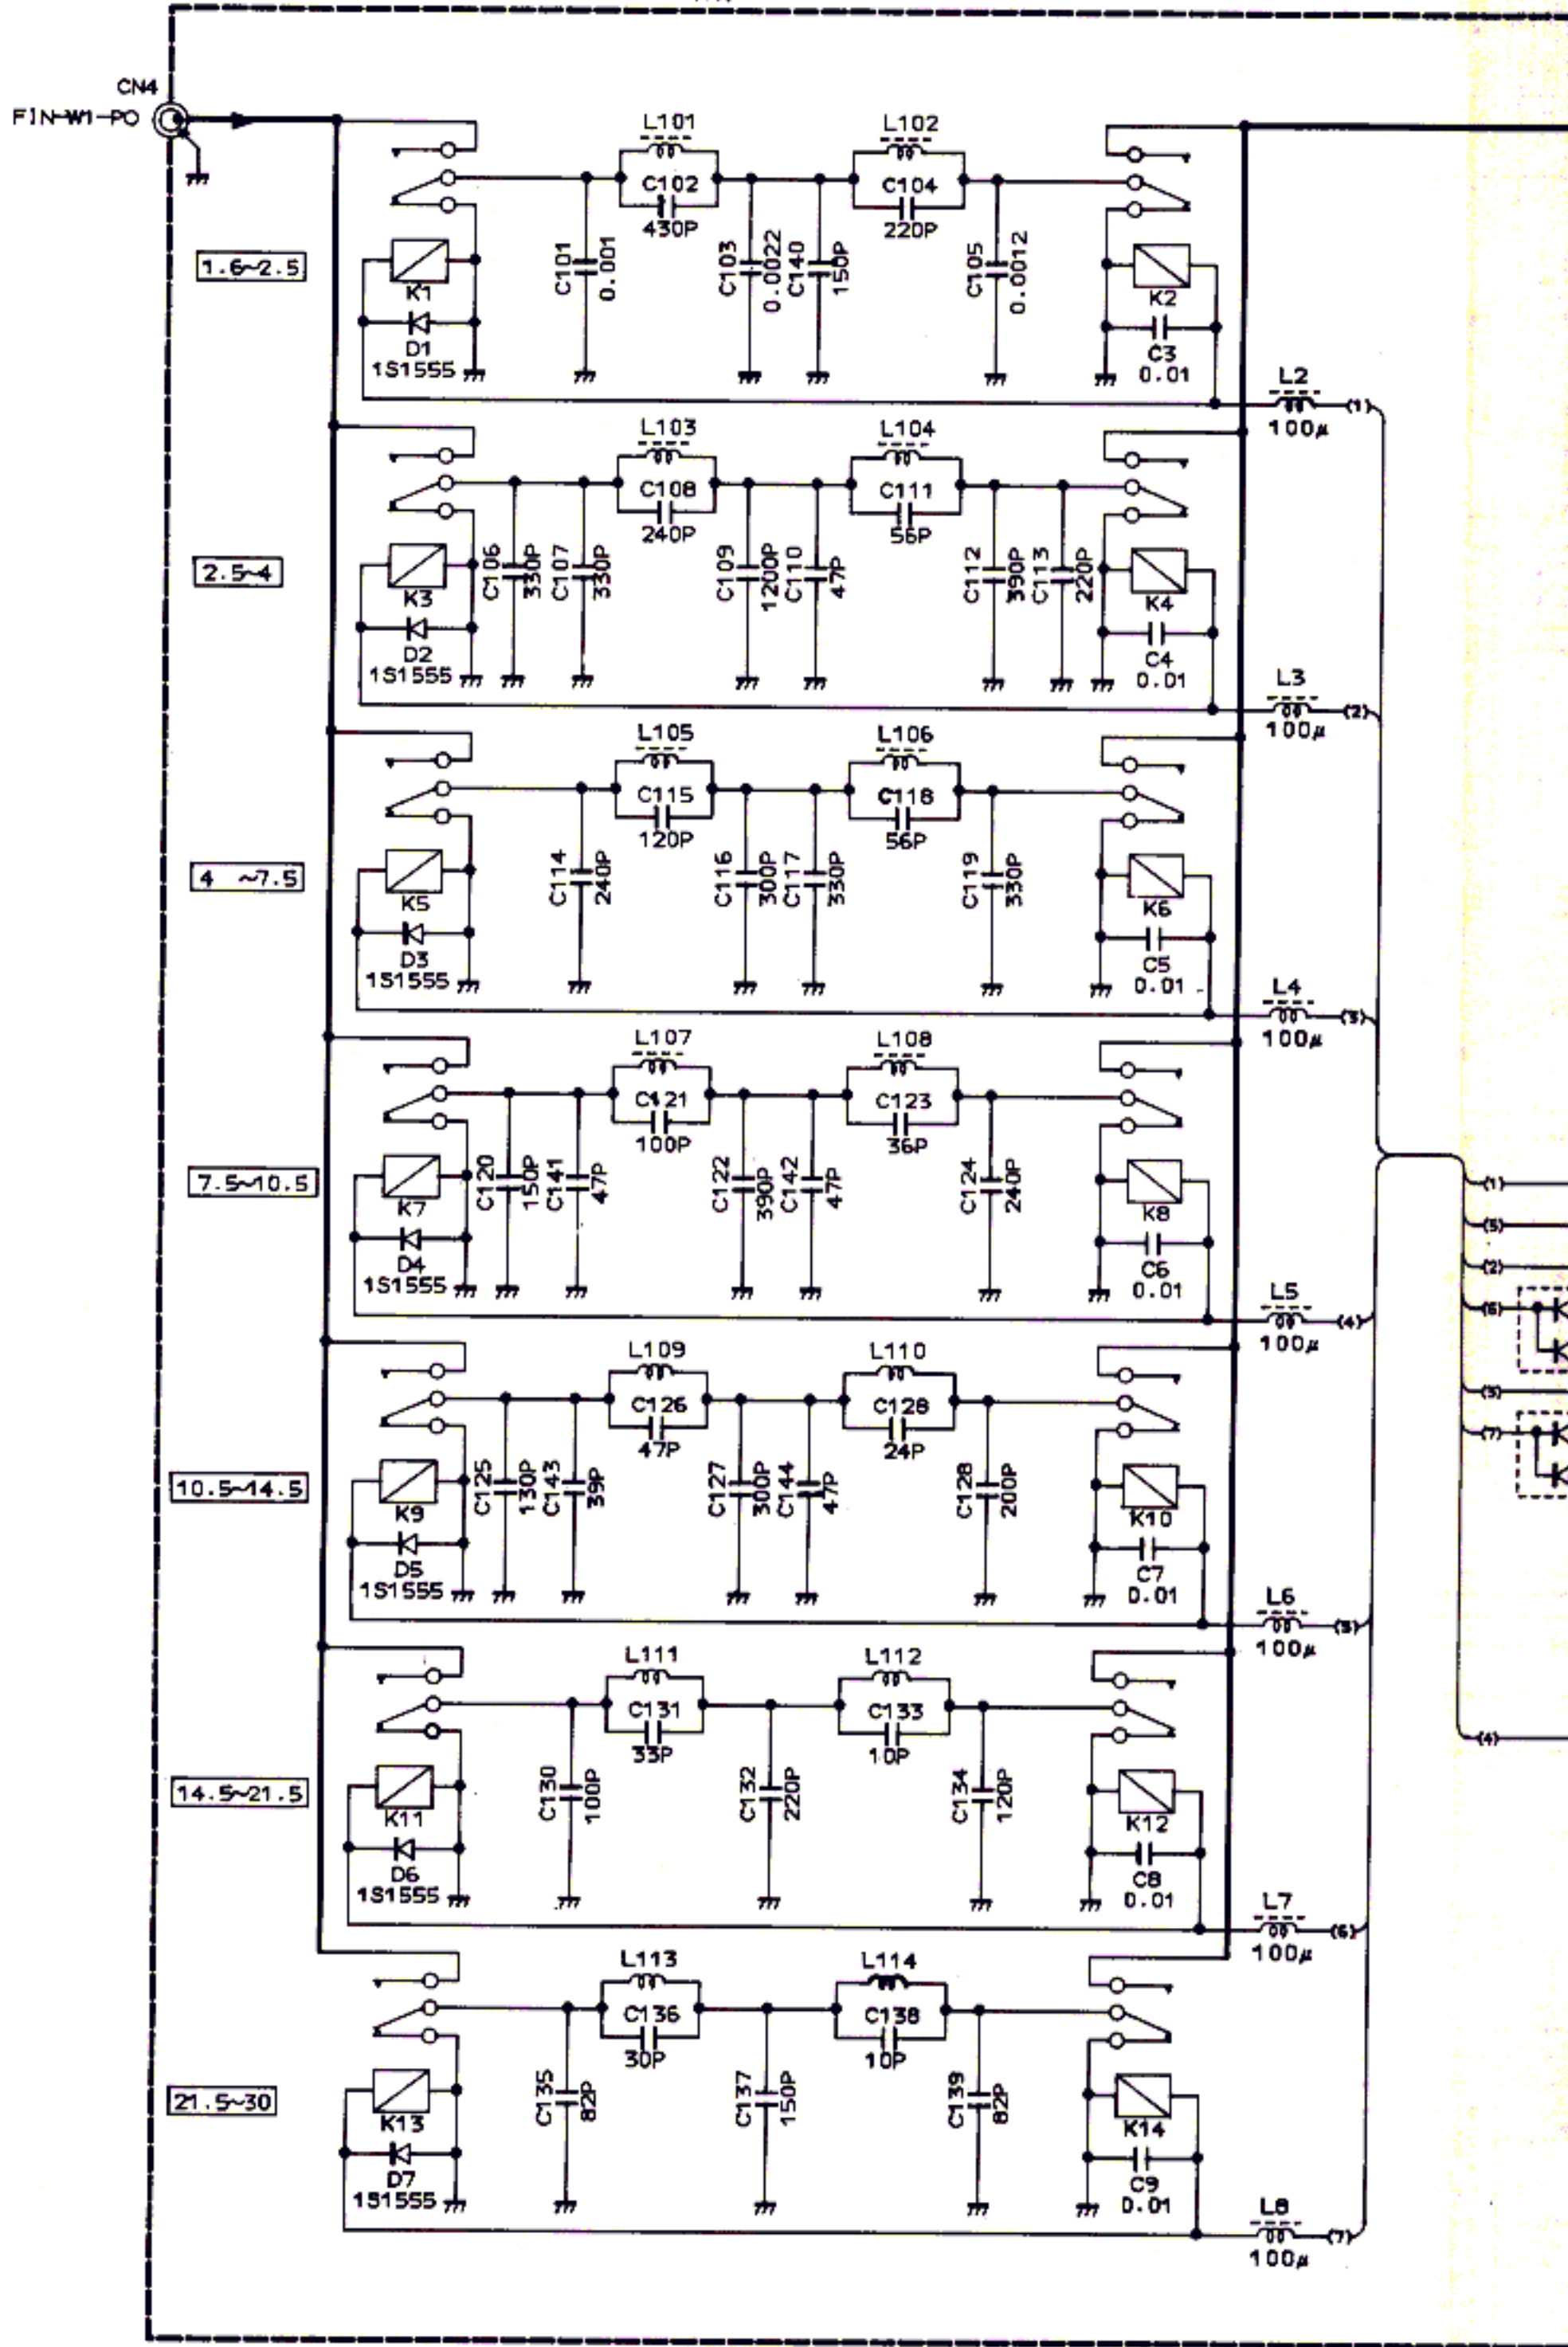 CN4
FIN-W1-PO
L101
L102
C102
430P
C104
220P
C101
0.001
C103
0.0022
C140
150P
C105
0.0012
1.6~2.5
K1
D1
1S1555
K2
C3
0.01
L2
100μ
(1)
L103
L104
C108
240P
C111
56P
C106
330P
C107
330P
C109
1200P
C110
47P
C112
390P
C113
220P
2.5~4
K3
D2
1S1555
K4
C4
0.01
L3
100μ
(2)
L105
L106
C115
120P
C118
56P
C114
240P
C116
300P
C117
330P
C119
330P
4 ~7.5
K5
D3
1S1555
K6
C5
0.01
L4
100μ
(3)
L107
L108
C121
100P
C123
36P
C120
150P
C141
47P
C122
390P
C142
47P
C124
240P
7.5~10.5
K7
D4
1S1555
K8
C6
0.01
L5
100μ
(4)
(1)
(5)
(2)
(6)
(3)
(7)
(4)
L109
L110
C126
47P
C128
24P
C125
130P
C143
39P
C127
300P
C144
47P
C128
200P
10.5~14.5
K9
D5
1S1555
K10
C7
0.01
L6
100μ
(5)
L111
L112
C131
33P
C133
10P
C130
100P
C132
220P
C134
120P
14.5~21.5
K11
D6
1S1555
K12
C8
0.01
L7
100μ
(6)
L113
L114
C136
30P
C138
10P
C135
82P
C137
150P
C139
82P
21.5~30
K13
D7
1S1555
K14
C9
0.01
L8
100μ
(7)